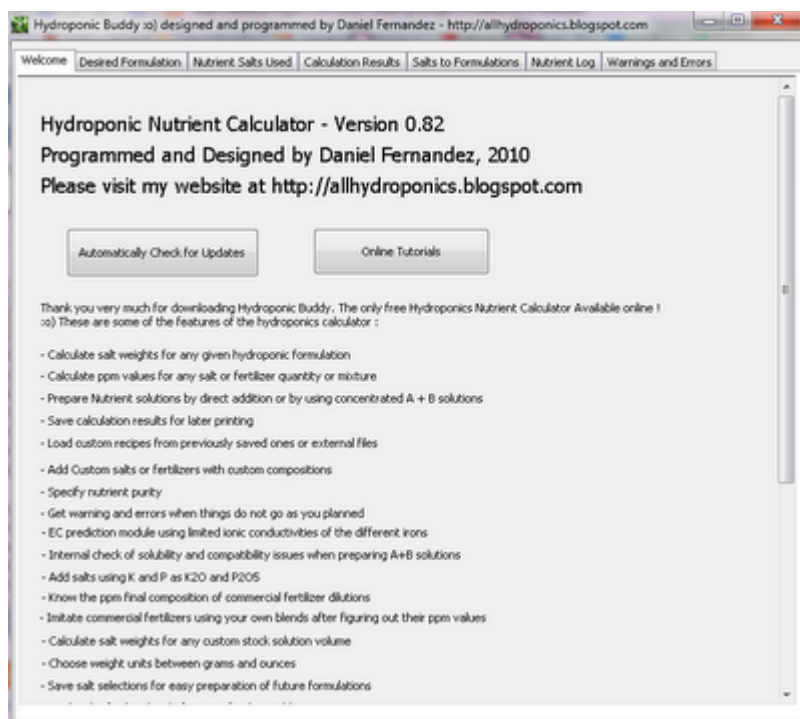 Hydroponic Buddy :o) designed and programmed by Daniel Fernandez - http://allhydroponics.blogspot.com
Welcome Desired Formulation Nutrient Salts Used Calculation Results Salts to Formulations Nutrient Log Warnings and Errors
Hydroponic Nutrient Calculator - Version 0.82
Programmed and Designed by Daniel Fernandez, 2010
Please visit my website at http://allhydroponics.blogspot.com
Automatically Check for Updates Online Tutorials
Thank you very much for downloading Hydroponic Buddy. The only free Hydroponics Nutrient Calculator Available online !
:o) These are some of the features of the hydroponics calculator :
- Calculate salt weights for any given hydroponic formulation
- Calculate ppm values for any salt or fertilizer quantity or mixture
- Prepare Nutrient solutions by direct addition or by using concentrated A + B solutions
- Save calculation results for later printing
- Load custom recipes from previously saved ones or external files
- Add Custom salts or fertilizers with custom compositions
- Specify nutrient purity
- Get warning and errors when things do not go as you planned
- EC prediction module using limited ionic conductivities of the different irons
- Internal check of solubility and compatibility issues when preparing A+B solutions
- Add salts using K and P as K2O and P2O5
- Know the ppm final composition of commercial fertilizer dilutions
- Imitate commercial fertilizers using your own blends after figuring out their ppm values
- Calculate salt weights for any custom stock solution volume
- Choose weight units between grams and ounces
- Save salt selections for easy preparation of future formulations